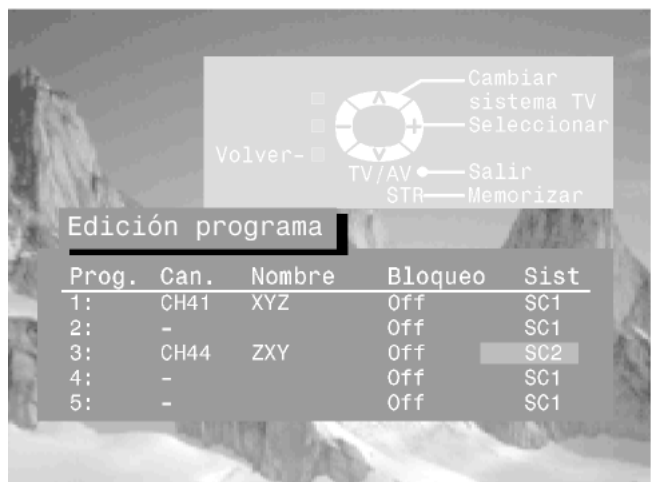 Cambiar
sistema TV
Seleccionar
Volver-
TV/AV Salir
STR Memorizar
Edición programa
Prog. Can. Nombre Bloqueo Sist
1: CH41 XYZ Off SC1
2: - Off SC1
3: CH44 ZXY Off SC2
4: - Off SC1
5: - Off SC1